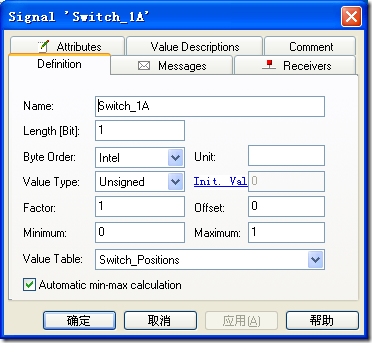 Signal 'Switch_1A'
Attributes Value Descriptions Comment
Definition Messages Receivers
Name: Switch_1A
Length [Bit]: 1
Byte Order: Intel Unit:
Value Type: Unsigned Init. Val 0
Factor: 1 Offset: 0
Minimum: 0 Maximum: 1
Value Table: Switch_Positions
Automatic min-max calculation
确定 取消 应用(A) 帮助